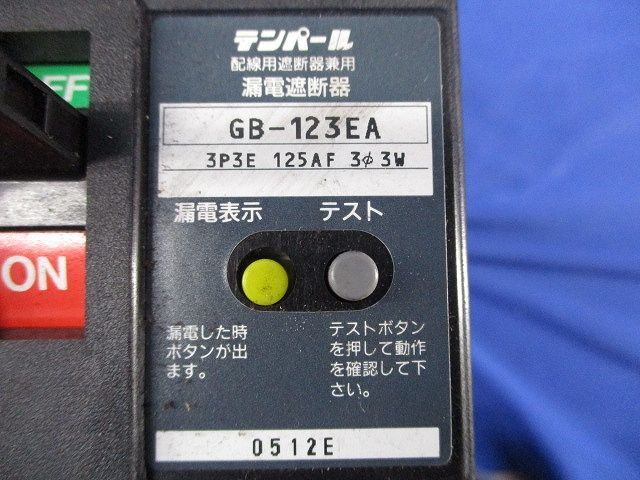 テンパール
配線用遮断器兼用
漏電遮断器
GB-123EA
3P3E 125AF 3φ3W
漏電表示 テスト
OFF
ON
漏電した時
ボタンが出
ます。
テストボタン
を押して動作
を確認して下
さい。
0512E